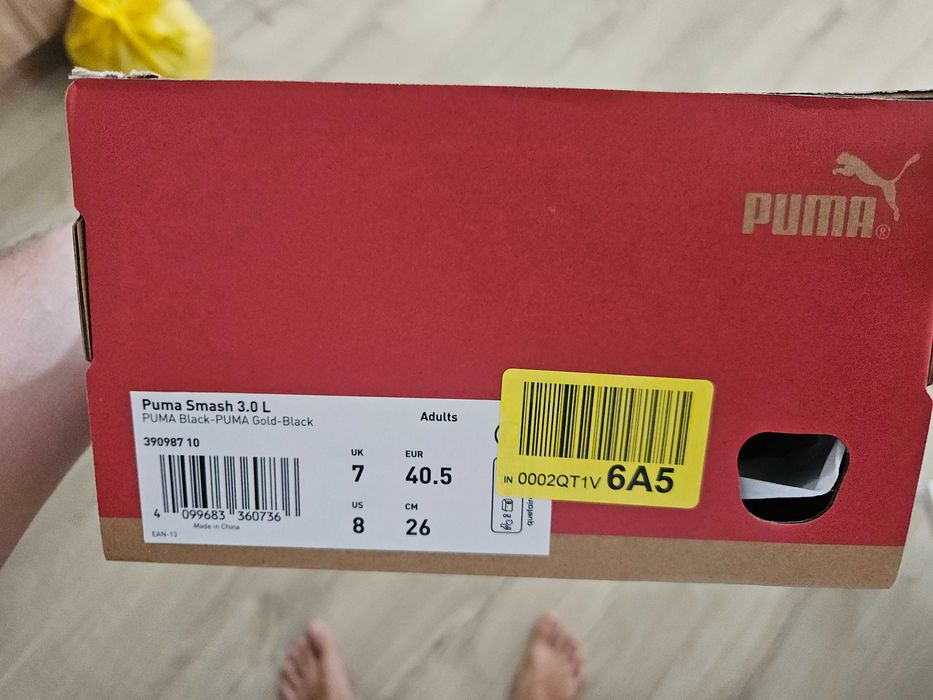 PUMA®
Puma Smash 3.0 L
PUMA Black-PUMA Gold-Black
Adults
390987 10
UK
7
EUR
40.5
US
8
CM
26
4 099683 360736
Made in China
EAN-13
IN 0002QT1V 6A5